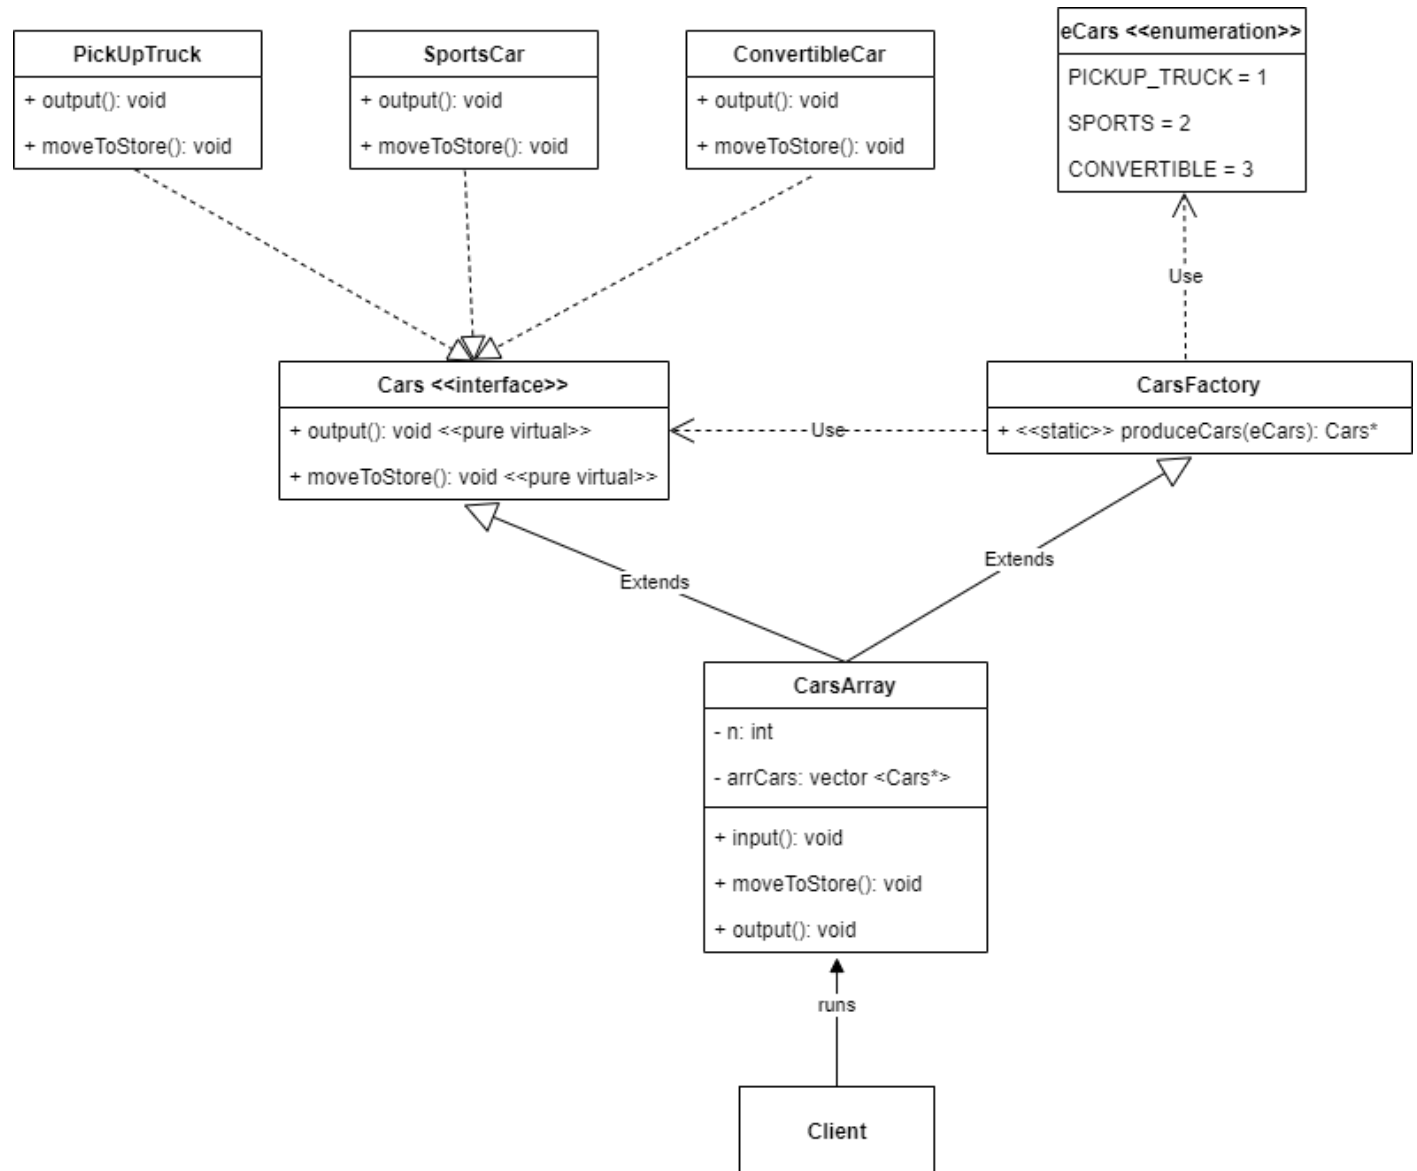 PickUpTruck
+ output(): void
+ moveToStore(): void
SportsCar
+ output(): void
+ moveToStore(): void
ConvertibleCar
+ output(): void
+ moveToStore(): void
eCars <<enumeration>>
PICKUP_TRUCK = 1
SPORTS = 2
CONVERTIBLE = 3
Use
Cars <<interface>>
+ output(): void <<pure virtual>>
+ moveToStore(): void <<pure virtual>>
Use
CarsFactory
+ <<static>> produceCars(eCars): Cars*
Extends
Extends
CarsArray
- n: int
- arrCars: vector <Cars*>
+ input(): void
+ moveToStore(): void
+ output(): void
runs
Client